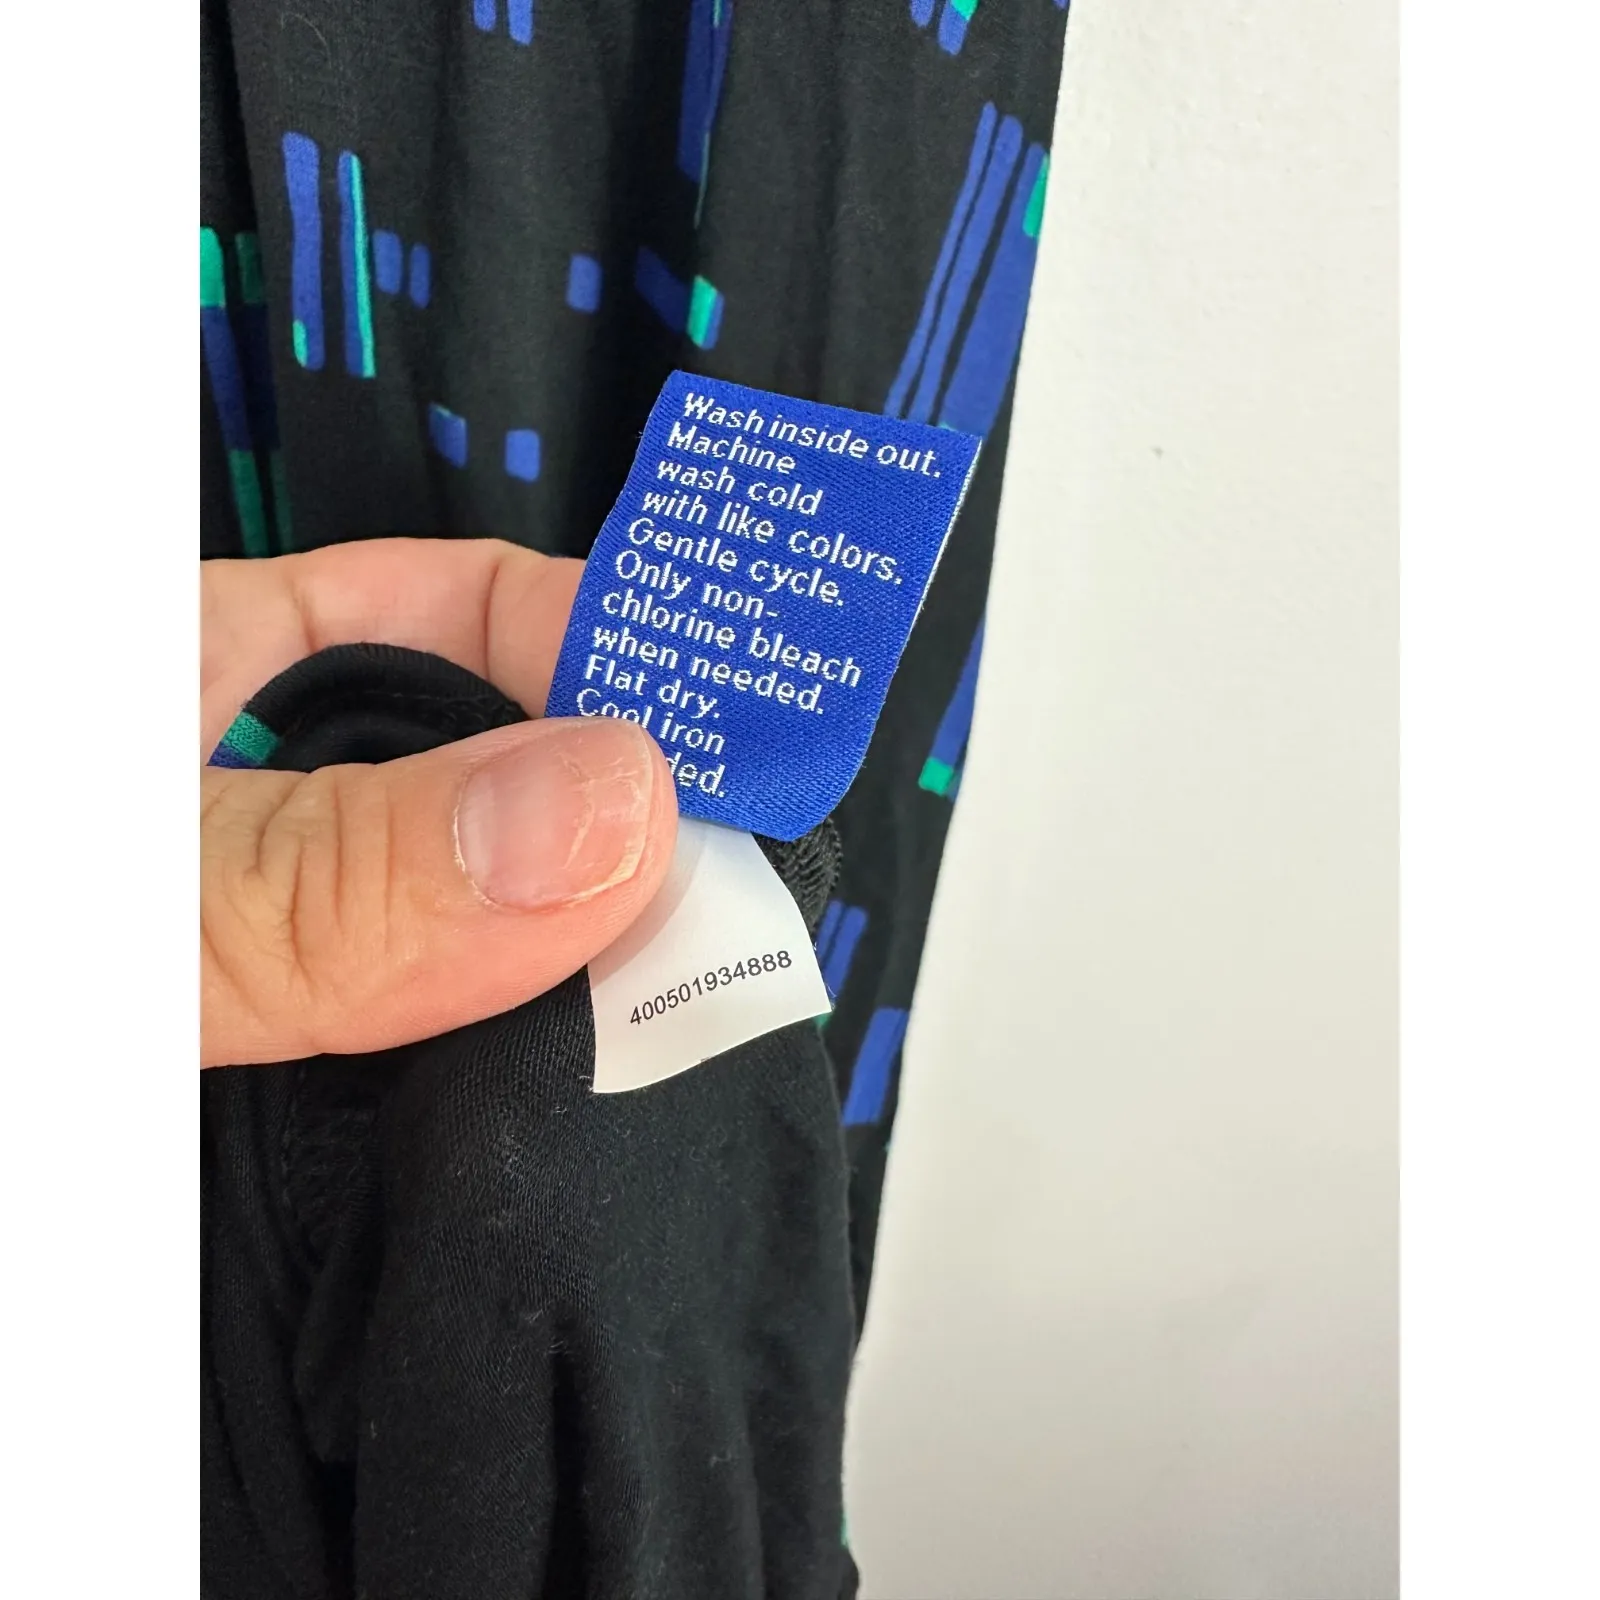 Wash inside out.
Machine
wash cold
with like colors.
Gentle cycle.
Only non-
chlorine bleach
when needed.
Flat dry.
Cool iron
ded.
400501934888